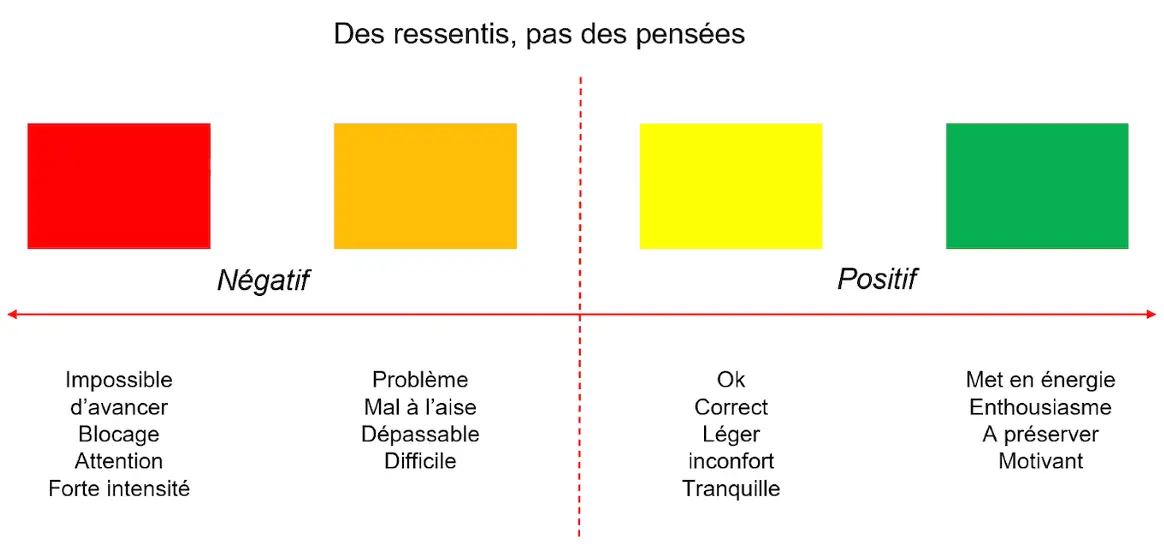 Des ressentis, pas des pensées
Négatif
Positif
Impossible
d’avancer
Blocage
Attention
Forte intensité
Problème
Mal à l’aise
Dépassable
Difficile
Ok
Correct
Léger
inconfort
Tranquille
Met en énergie
Enthousiasme
A préserver
Motivant